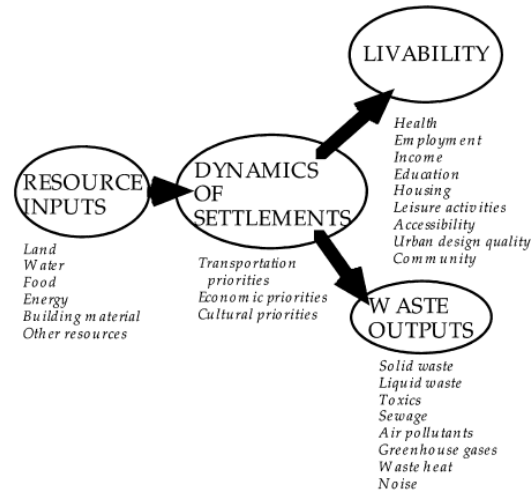 LIVABILITY
Health
Employment
Income
Education
Housing
Leisure activities
Accessibility
Urban design quality
Community
RESOURCE
INPUTS
Land
Water
Food
Energy
Building material
Other resources
DYNAMICS
OF
SETTLEMENTS
Transportation
priorities
Economic priorities
Cultural priorities
WASTE
OUTPUTS
Solid waste
Liquid waste
Toxics
Sewage
Air pollutants
Greenhouse gases
Waste heat
Noise